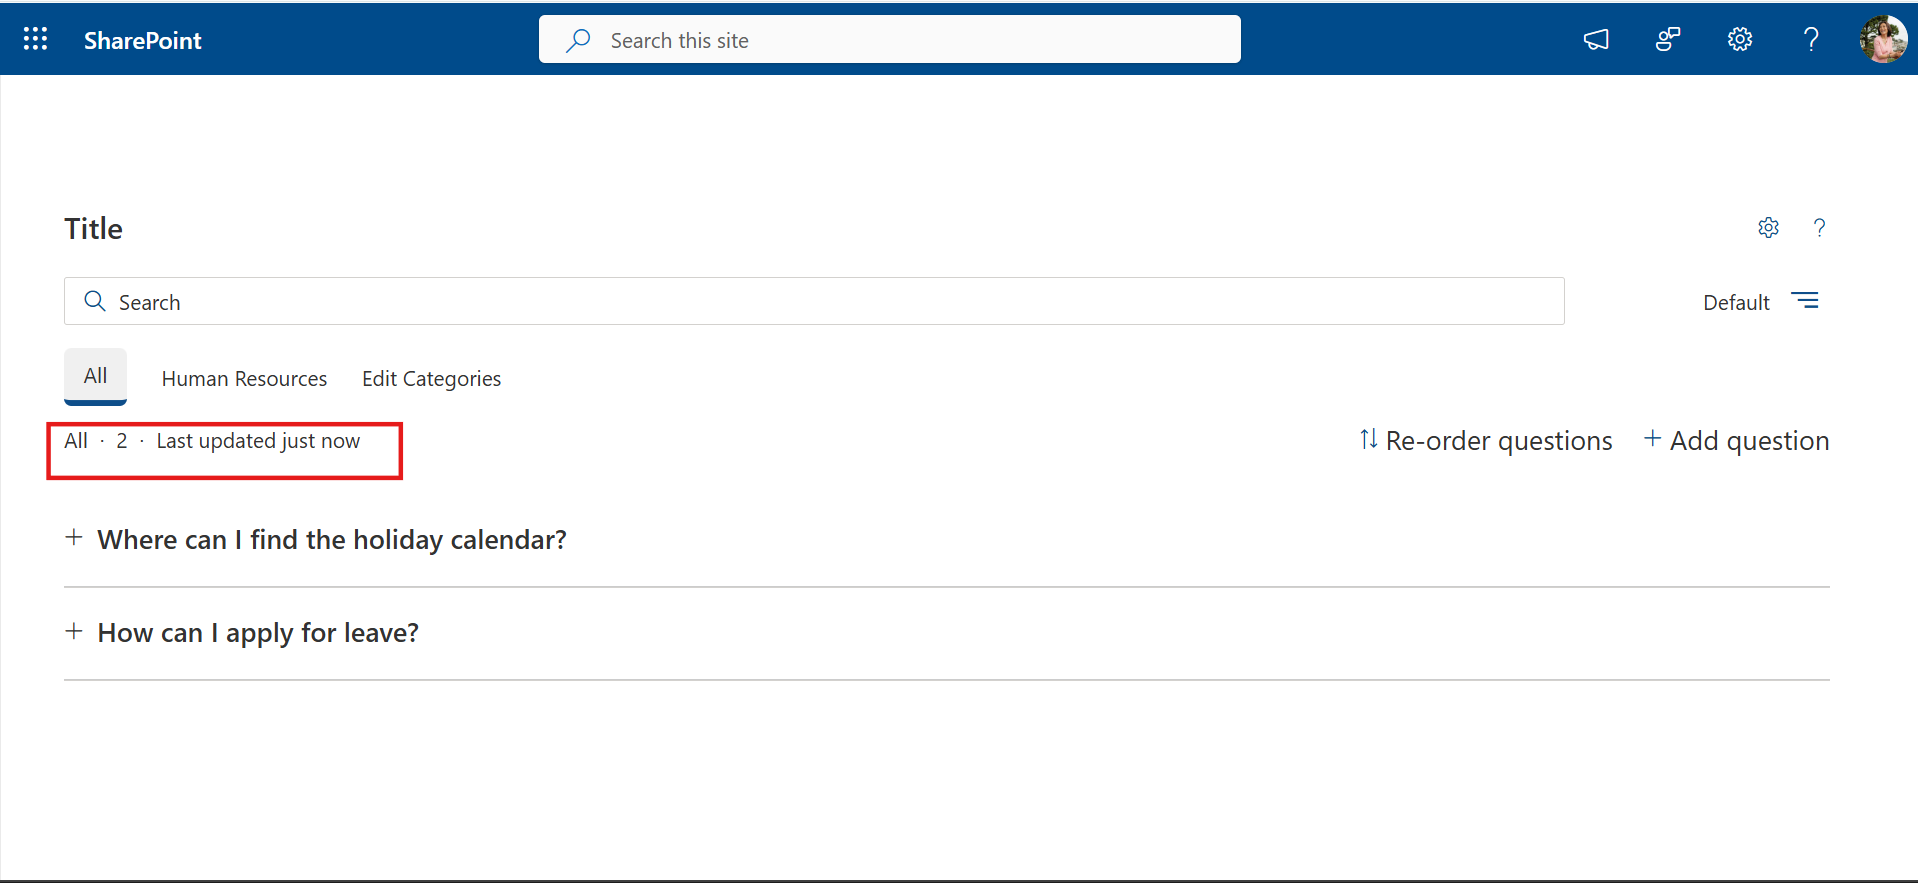 SharePoint
Search this site
?
Title
?
Search
Default
All
Human Resources
Edit Categories
All · 2 · Last updated just now
Re-order questions
+ Add question
+ Where can I find the holiday calendar?
+ How can I apply for leave?